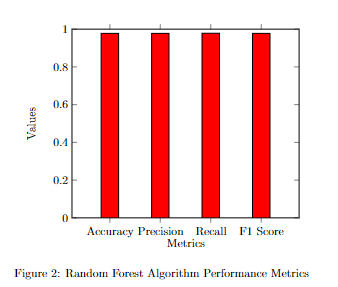 1
0.8
0.6
0.4
0.2
0
Values
Accuracy Precision Recall F1 Score
Metrics
Figure 2: Random Forest Algorithm Performance Metrics